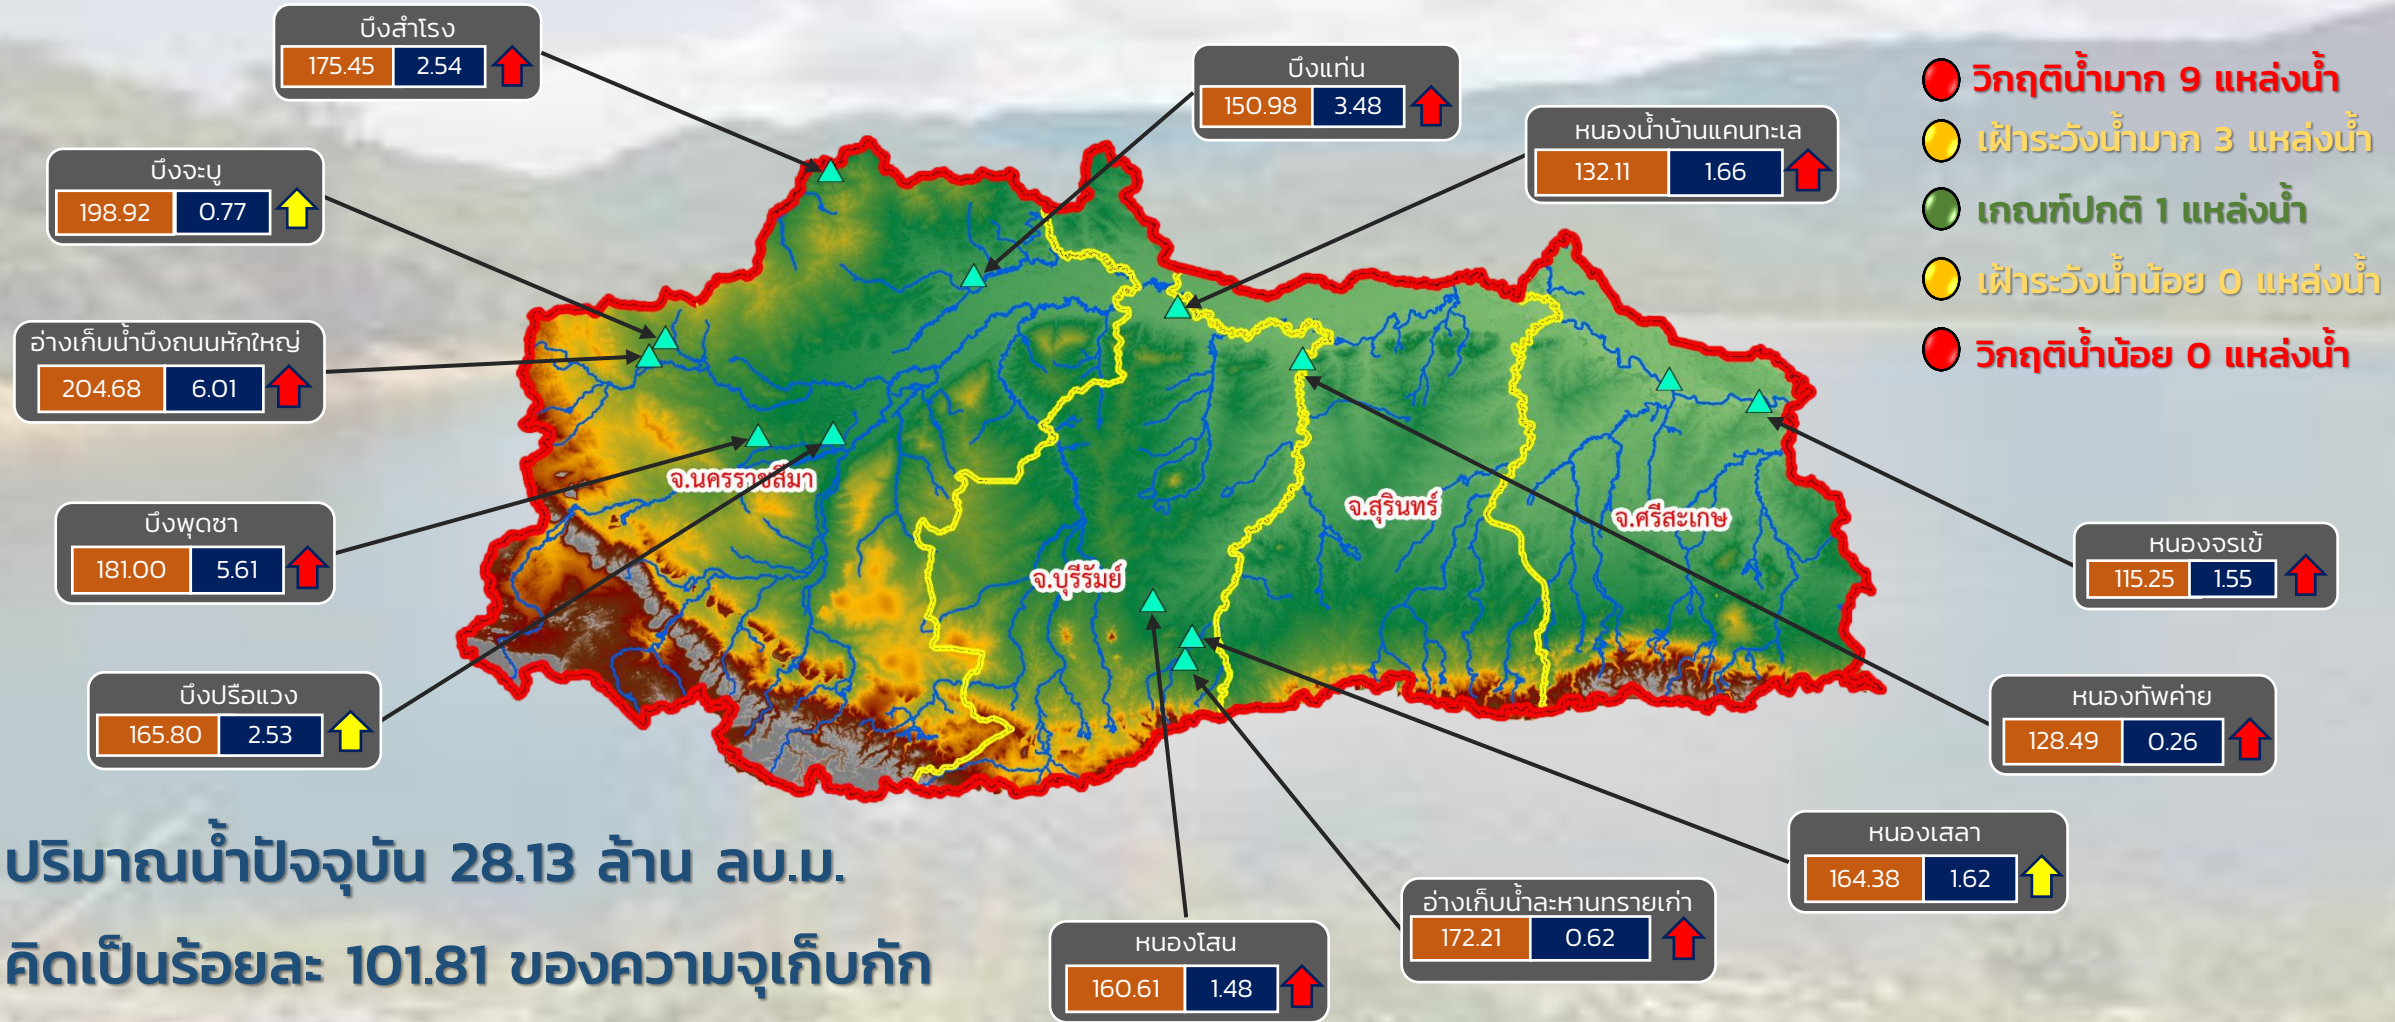 บึงสำโรง
175.45 2.54
บึงแท่น
150.98 3.48
หนองน้ำบ้านแคนทะเล
132.11 1.66
วิกฤติน้ำมาก 9 แหล่งน้ำ
เฝ้าระวังน้ำมาก 3 แหล่งน้ำ
เกณฑ์ปกติ 1 แหล่งน้ำ
เฝ้าระวังน้ำน้อย 0 แหล่งน้ำ
วิกฤติน้ำน้อย 0 แหล่งน้ำ
บึงจะบู
198.92 0.77
อ่างเก็บน้ำบึงถนนหักใหญ่
204.68 6.01
บึงพุดซา
181.00 5.61
บึงปรือแวง
165.80 2.53
จ.นครราชสีมา
จ.บุรีรัมย์
จ.สุรินทร์
จ.ศรีสะเกษ
หนองจรเข้
115.25 1.55
หนองทัพค่าย
128.49 0.26
หนองเสลา
164.38 1.62
อ่างเก็บน้ำละหานทรายเก่า
172.21 0.62
หนองโสน
160.61 1.48
ปริมาณน้ำปัจจุบัน 28.13 ล้าน ลบ.ม.
คิดเป็นร้อยละ 101.81 ของความจุเก็บกัก